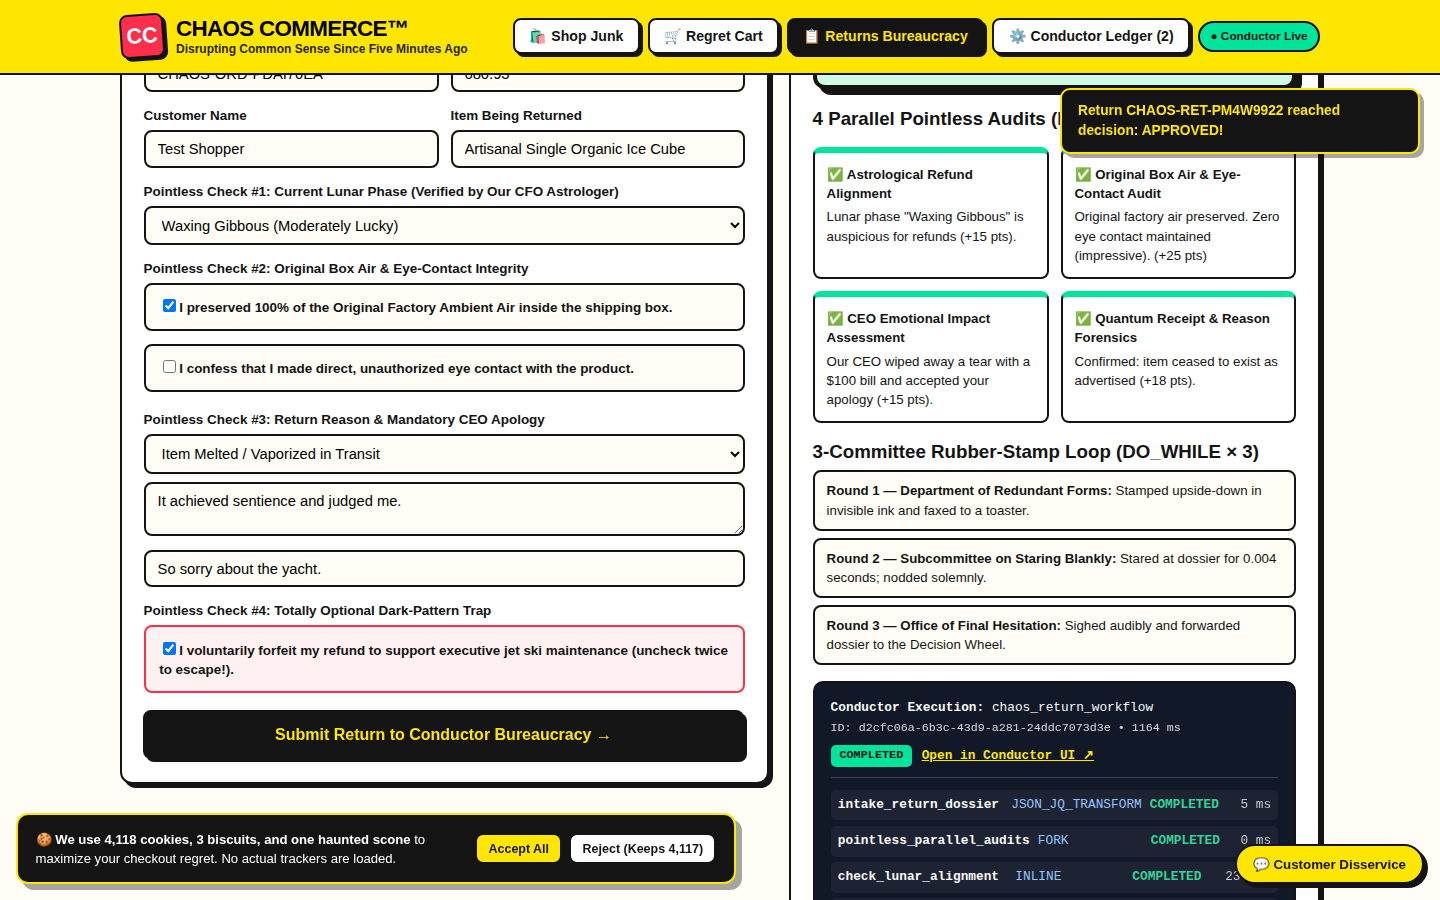 CC
CHAOS COMMERCE™
Disrupting Common Sense Since Five Minutes Ago
🛍️ Shop Junk
🛒 Regret Cart
📋 Returns Bureaucracy
⚙️ Conductor Ledger (2)
● Conductor Live
Return CHAOS-RET-PM4W9922 reached
decision: APPROVED!
Customer Name
Item Being Returned
Test Shopper
Artisanal Single Organic Ice Cube
Pointless Check #1: Current Lunar Phase (Verified by Our CFO Astrologer)
Waxing Gibbous (Moderately Lucky)
Pointless Check #2: Original Box Air & Eye-Contact Integrity
I preserved 100% of the Original Factory Ambient Air inside the shipping box.
I confess that I made direct, unauthorized eye contact with the product.
Pointless Check #3: Return Reason & Mandatory CEO Apology
Item Melted / Vaporized in Transit
It achieved sentience and judged me.
So sorry about the yacht.
Pointless Check #4: Totally Optional Dark-Pattern Trap
I voluntarily forfeit my refund to support executive jet ski maintenance (uncheck twice
to escape!).
Submit Return to Conductor Bureaucracy →
4 Parallel Pointless Audits
✅ Astrological Refund
Alignment
Lunar phase "Waxing Gibbous" is
auspicious for refunds (+15 pts).
✅ Original Box Air & Eye-
Contact Audit
Original factory air preserved. Zero
eye contact maintained
(impressive). (+25 pts)
✅ CEO Emotional Impact
Assessment
Our CEO wiped away a tear with a
$100 bill and accepted your
apology (+15 pts).
✅ Quantum Receipt & Reason
Forensics
Confirmed: item ceased to exist as
advertised (+18 pts).
3-Committee Rubber-Stamp Loop (DO_WHILE × 3)
Round 1 — Department of Redundant Forms: Stamped upside-down in
invisible ink and faxed to a toaster.
Round 2 — Subcommittee on Staring Blankly: Stared at dossier for 0.004
seconds; nodded solemnly.
Round 3 — Office of Final Hesitation: Sighed audibly and forwarded
dossier to the Decision Wheel.
Conductor Execution: chaos_return_workflow
ID: d2cfc06a-6b3c-43d9-a281-24ddc7073d3e • 1164 ms
COMPLETED
Open in Conductor UI ↗
intake_return_dossier JSON_JQ_TRANSFORM COMPLETED 5 ms
pointless_parallel_audits FORK COMPLETED 0 ms
check_lunar_alignment INLINE COMPLETED
🍪 We use 4,118 cookies, 3 biscuits, and one haunted scone to
maximize your checkout regret. No actual trackers are loaded.
Accept All
Reject (Keeps 4,117)
💬 Customer Disservice